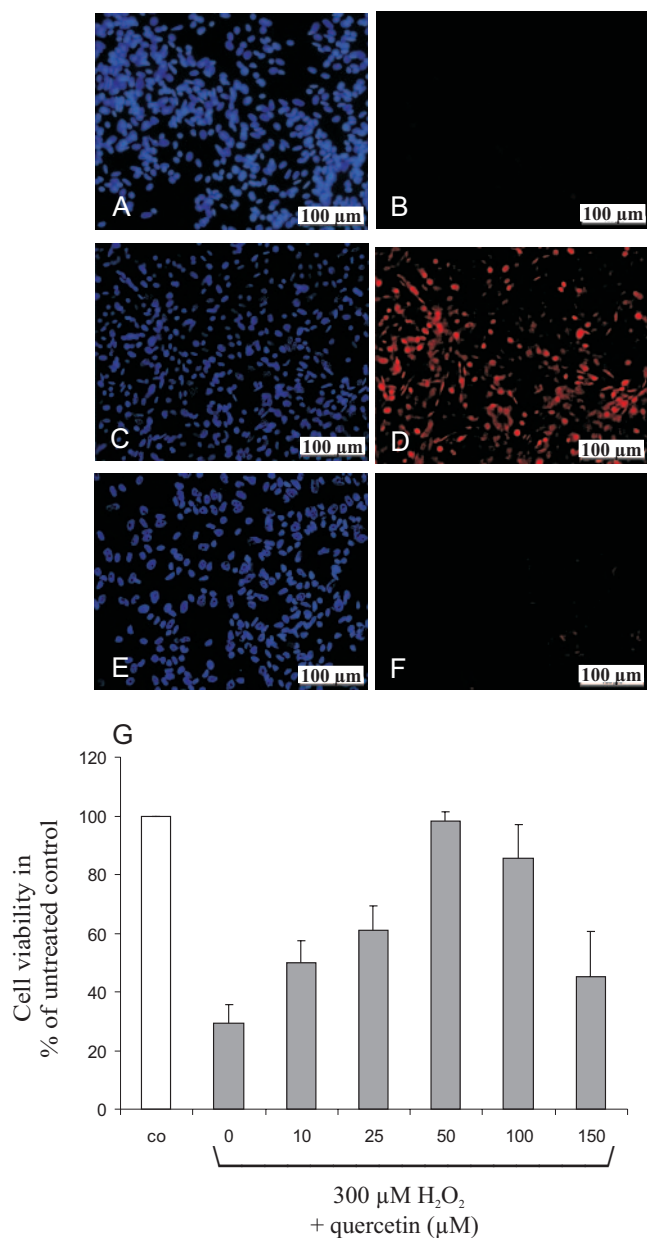 A
100 µm
B
100 µm
C
100 µm
D
100 µm
E
100 µm
F
100 µm
G
120
100
80
60
40
20
0
Cell viability in
% of untreated control
co 0 10 25 50 100 150
300 µM H₂O₂
+ quercetin (µM)